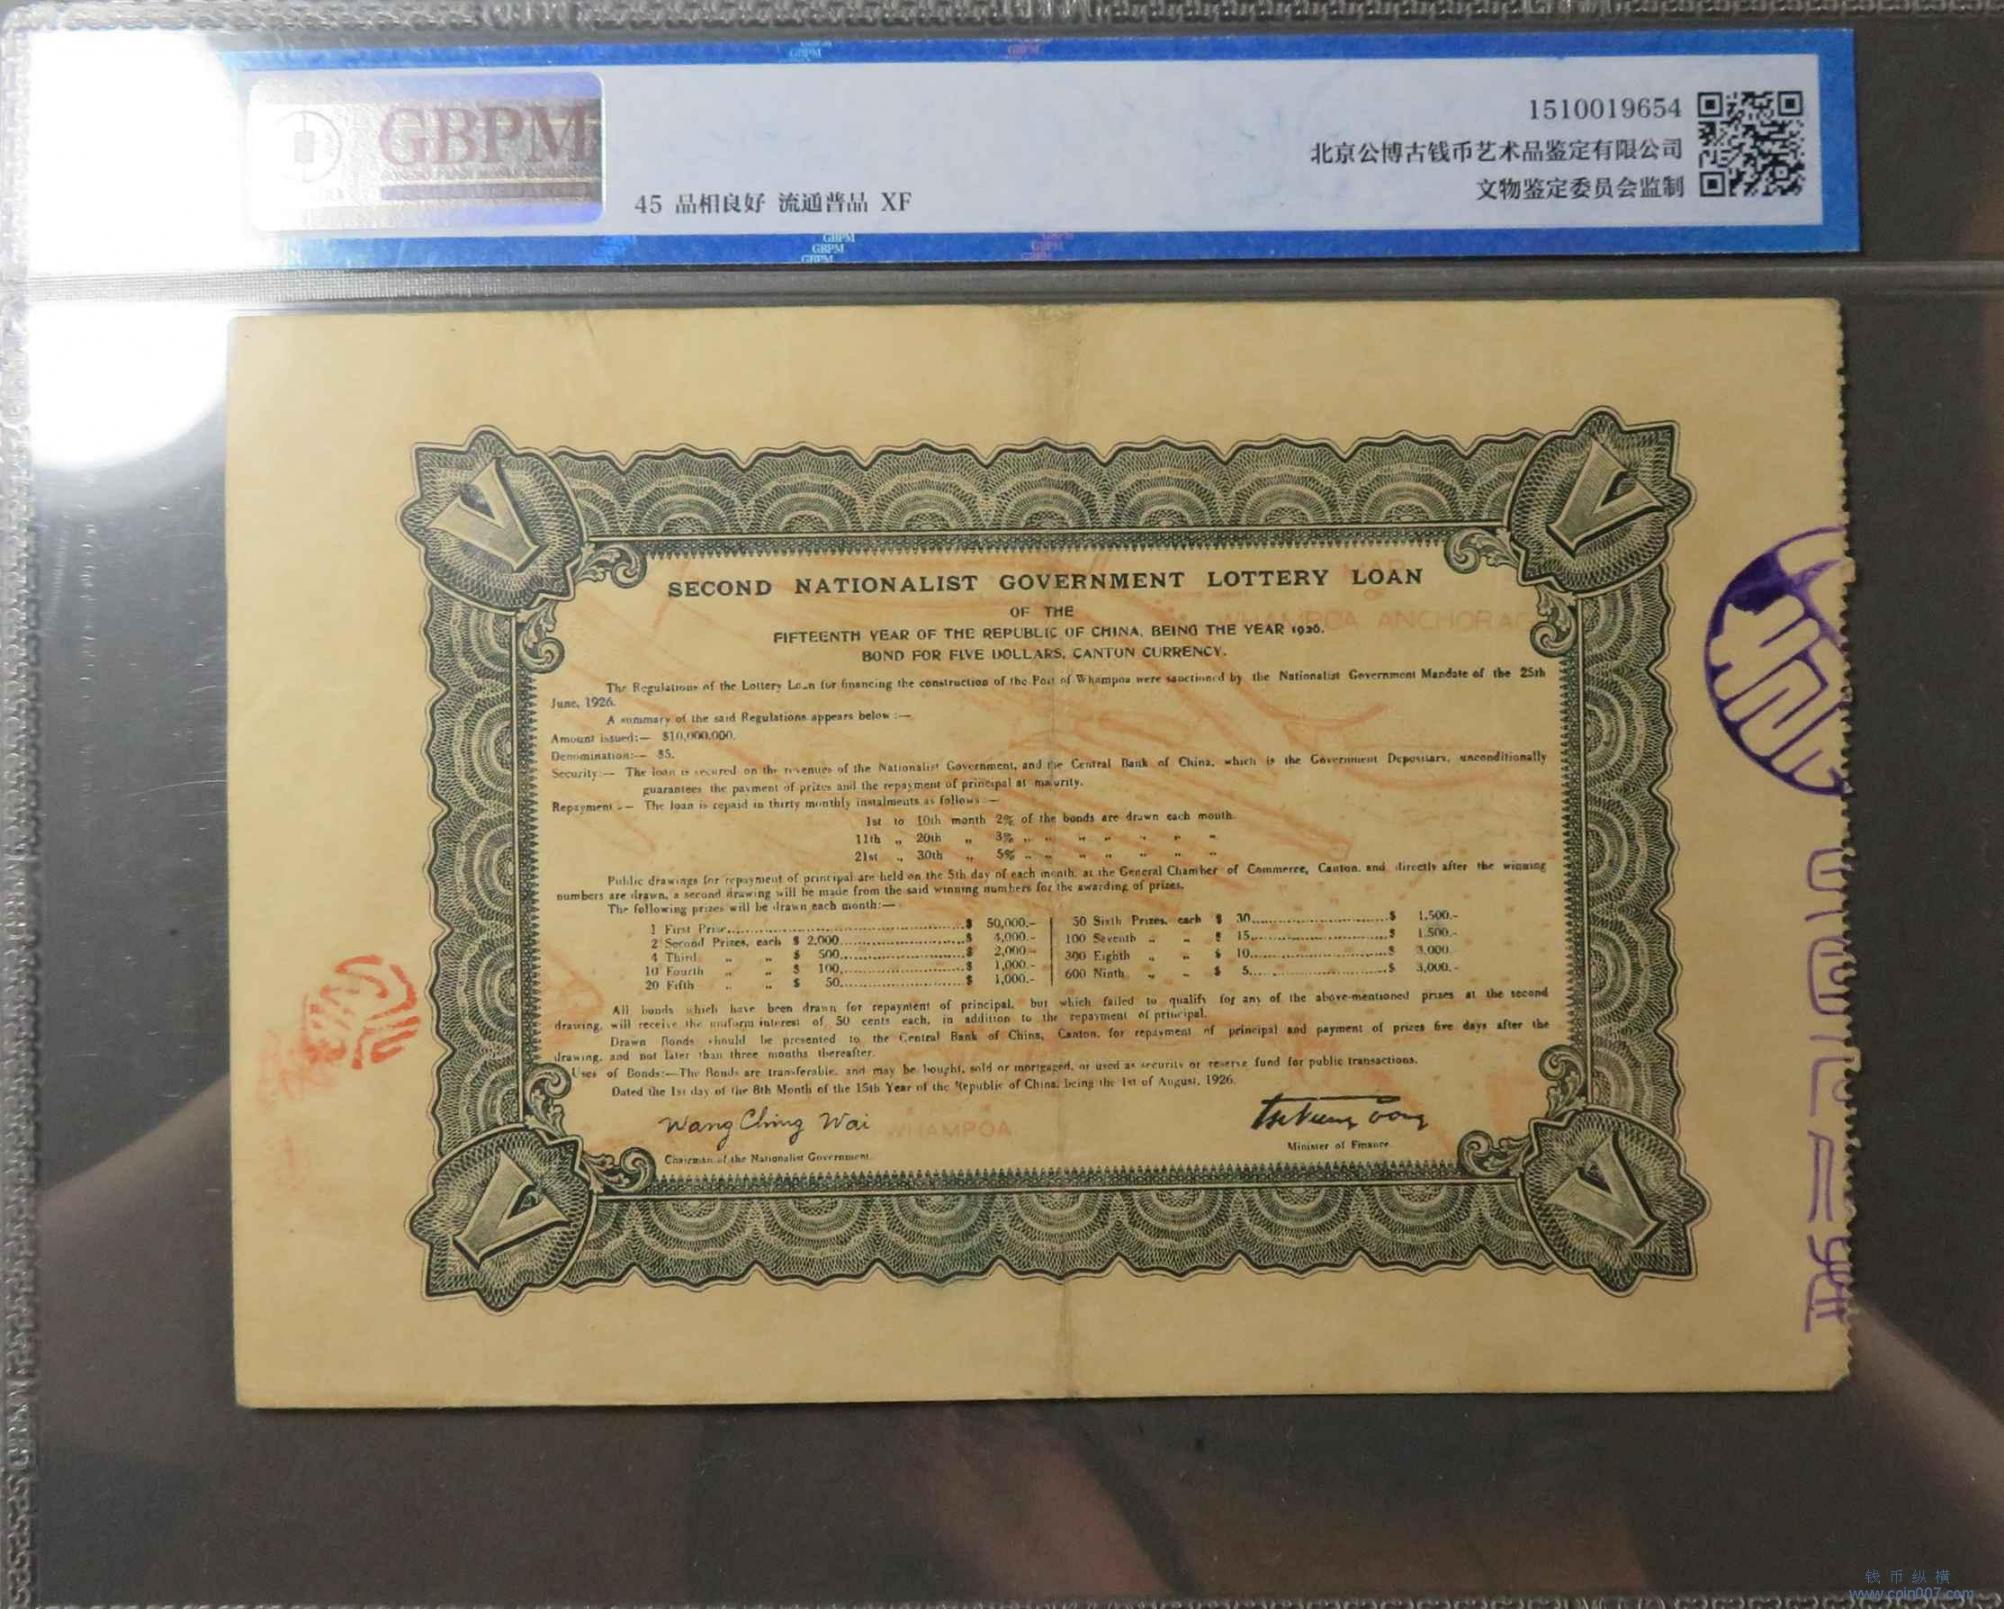 GBPM
45 品相良好 流通普品 XF
1510019654
北京公博古钱币艺术品鉴定有限公司
文物鉴定委员会监制
SECOND NATIONALIST GOVERNMENT LOTTERY LOAN
OF THE
FIFTEENTH YEAR OF THE REPUBLIC OF CHINA, BEING THE YEAR 1926.
BOND FOR FIVE DOLLARS, CANTON CURRENCY.
WHAMPOA ANCHORAG
The Regulations of the Lottery Loan for financing the construction of the Port of Whampoa were sanctioned by the Nationalist Government Mandate of the 25th
June, 1926.
A summary of the said Regulations appears below :—
Amount issued:— $10,000,000.
Denomination:— $5.
Security:— The loan is secured on the revenues of the Nationalist Government, and the Central Bank of China, which is the Government Depositary, unconditionally
guarantees the payment of prizes and the repayment of principal at maturity.
Repayment :— The loan is repaid in thirty monthly instalments as follows :—
1st to 10th month 2% of the bonds are drawn each month.
11th „ 20th „ 3% „ „ „ „ „ „ „
21st „ 30th „ 5% „ „ „ „ „ „ „
Public drawings for repayment of principal are held on the 5th day of each month, at the General Chamber of Commerce, Canton, and directly after the winning
numbers are drawn, a second drawing will be made from the said winning numbers for the awarding of prizes.
The following prizes will be drawn each month:—
1 First Prize..............................$ 50,000.-
2 Second Prizes, each $ 2,000....................$ 4,000.-
4 Third „ „ $ 500....................$ 2,000.-
10 Fourth „ „ $ 100....................$ 1,000.-
20 Fifth „ „ $ 50....................$ 1,000.-
50 Sixth Prizes, each $ 30....................$ 1,500.-
100 Seventh „ „ $ 15....................$ 1,500.-
300 Eighth „ „ $ 10....................$ 3,000.
600 Ninth „ „ $ 5....................$ 3,000.-
All bonds which have been drawn for repayment of principal, but which failed to qualify for any of the above-mentioned prizes at the second
drawing, will receive the uniform interest of 50 cents each, in addition to the repayment of principal.
Drawn Bonds should be presented to the Central Bank of China, Canton, for repayment of principal and payment of prizes five days after the
drawing, and not later than three months thereafter.
Uses of Bonds:—The Bonds are transferable, and may be bought, sold or mortgaged, or used as security or reserve fund for public transactions.
Dated the 1st day of the 8th Month of the 15th Year of the Republic of China, being the 1st of August, 1926.
Wang Ching Wai
Chairman of the Nationalist Government.
WHAMPOA
Minister of Finance
V
V
V
V
钱币纵横
www.coin007.com